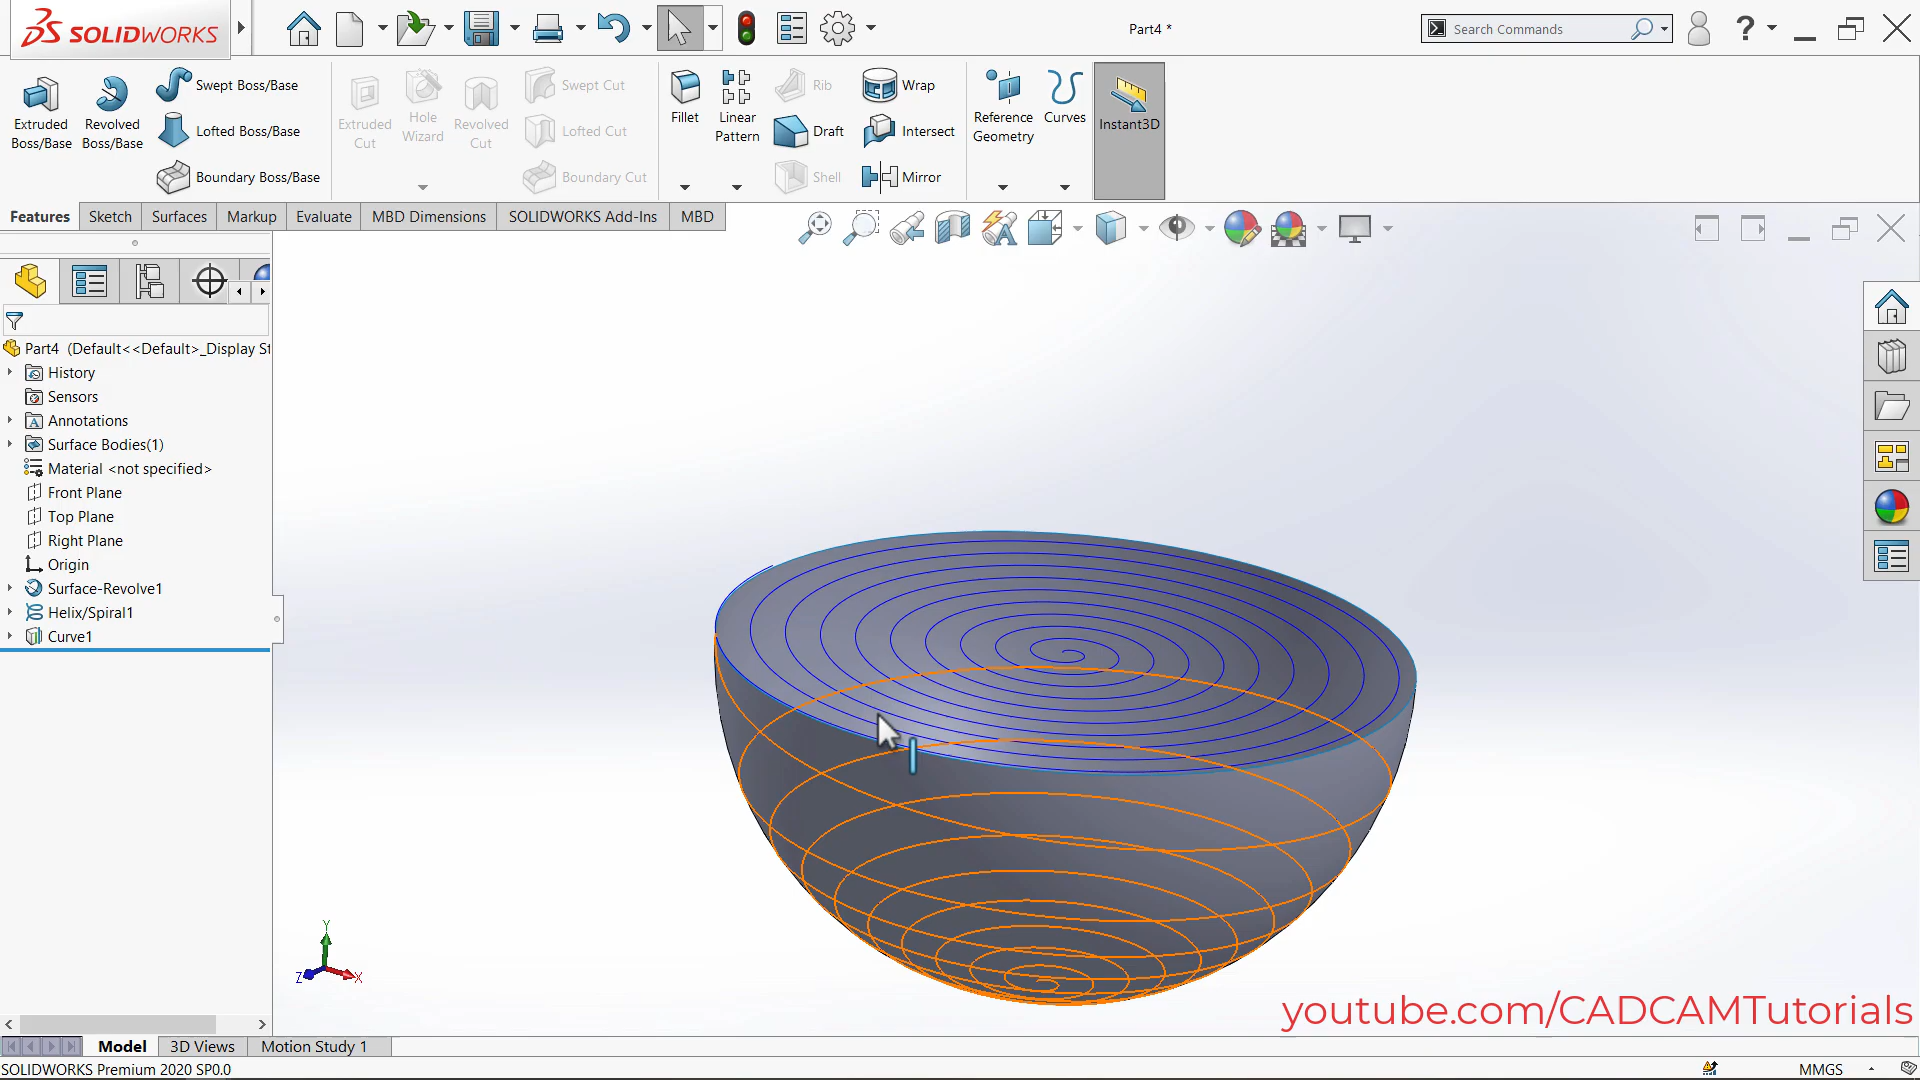 SOLIDWORKS
Part4 *
Search Commands
?
Extruded
Boss/Base
Revolved
Boss/Base
Swept Boss/Base
Lofted Boss/Base
Boundary Boss/Base
Extruded
Cut
Hole
Wizard
Revolved
Cut
Swept Cut
Lofted Cut
Boundary Cut
Fillet
Linear
Pattern
Rib
Draft
Shell
Wrap
Intersect
Mirror
Reference
Geometry
Curves
Instant3D
Features Sketch Surfaces Markup Evaluate MBD Dimensions SOLIDWORKS Add-Ins MBD
Part4 (Default<<Default>_Display St
History
Sensors
Annotations
Surface Bodies(1)
Material <not specified>
Front Plane
Top Plane
Right Plane
Origin
Surface-Revolve1
Helix/Spiral1
Curve1
Y
Z X
youtube.com/CADCAMTutorials
Model 3D Views Motion Study 1
SOLIDWORKS Premium 2020 SP0.0
MMGS